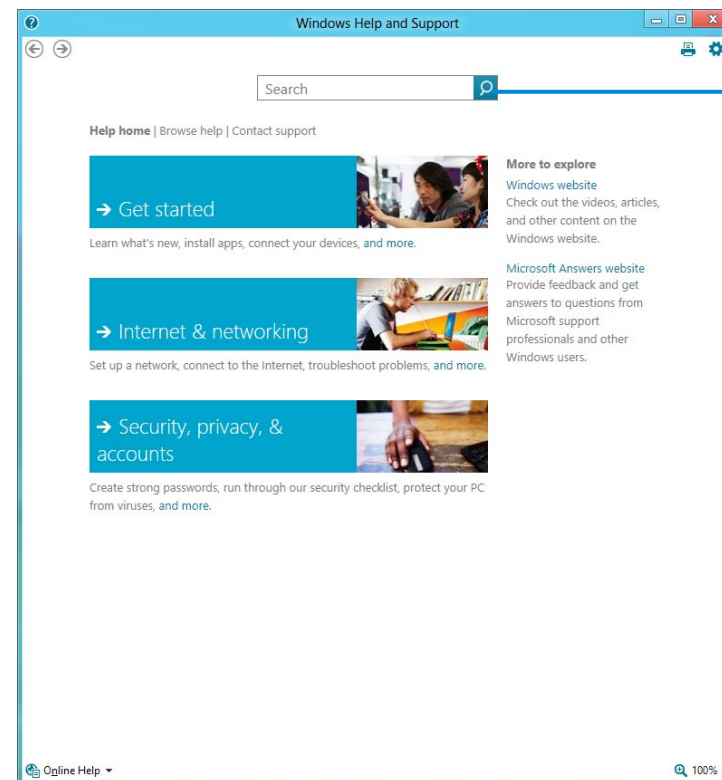 Windows Help and Support
Search
Help home | Browse help | Contact support
→ Get started
Learn what's new, install apps, connect your devices, and more.
→ Internet & networking
Set up a network, connect to the Internet, troubleshoot problems, and more.
→ Security, privacy, &
accounts
Create strong passwords, run through our security checklist, protect your PC
from viruses, and more.
More to explore
Windows website
Check out the videos, articles,
and other content on the
Windows website.
Microsoft Answers website
Provide feedback and get
answers to questions from
Microsoft support
professionals and other
Windows users.
Online Help
100%